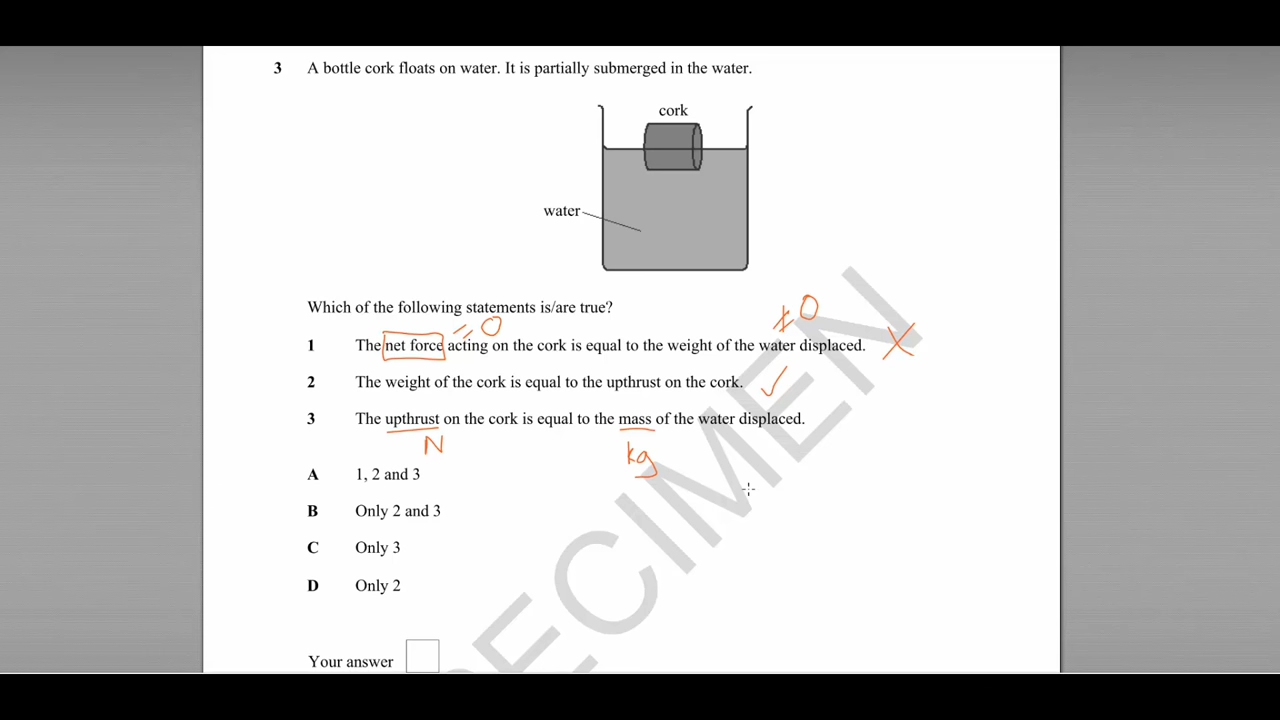 3 A bottle cork floats on water. It is partially submerged in the water.
cork
water
Which of the following statements is/are true?
= 0
≠ 0
1 The net force acting on the cork is equal to the weight of the water displaced. X
2 The weight of the cork is equal to the upthrust on the cork. ✓
3 The upthrust on the cork is equal to the mass of the water displaced.
N kg
A 1, 2 and 3
B Only 2 and 3
C Only 3
D Only 2
Your answer
SPECIMEN